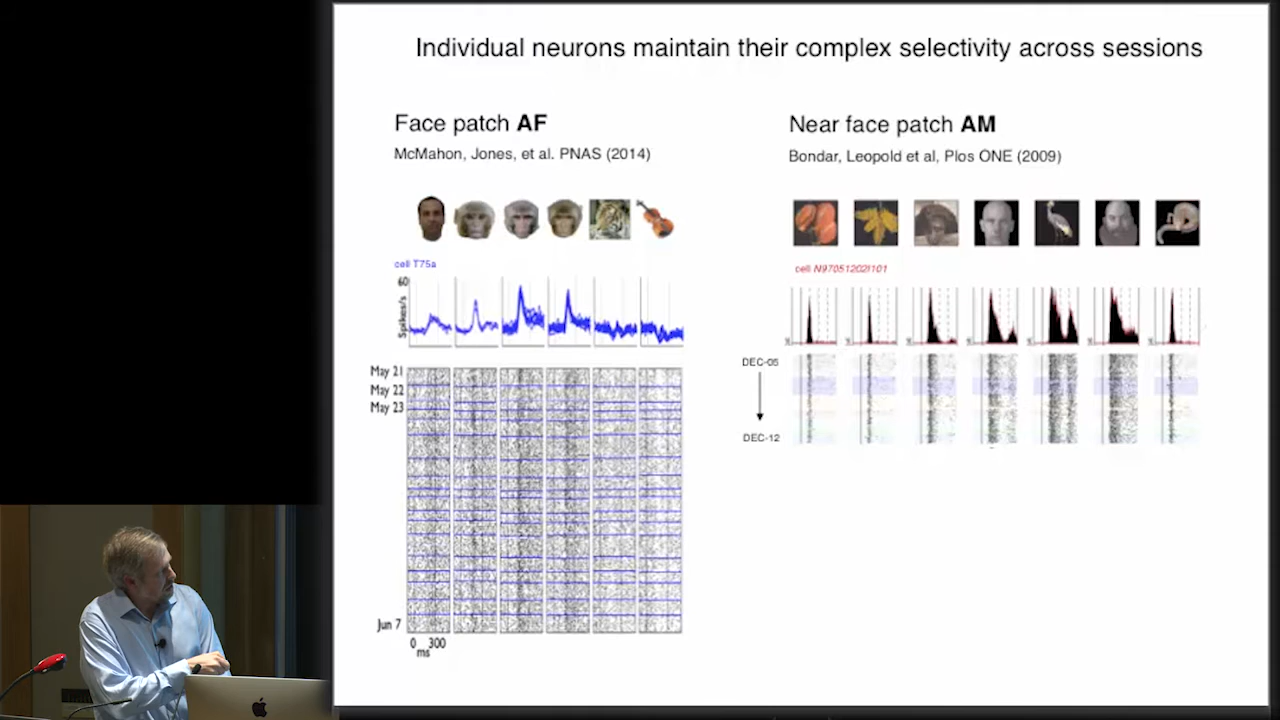 Individual neurons maintain their complex selectivity across sessions
Face patch AF
McMahon, Jones, et al. PNAS (2014)
cell T75a
60
Spikes/s
May 21
May 22
May 23
Jun 7
0 300
ms
Near face patch AM
Bondar, Leopold et al, Plos ONE (2009)
cell N97051202I101
DEC-05
DEC-12